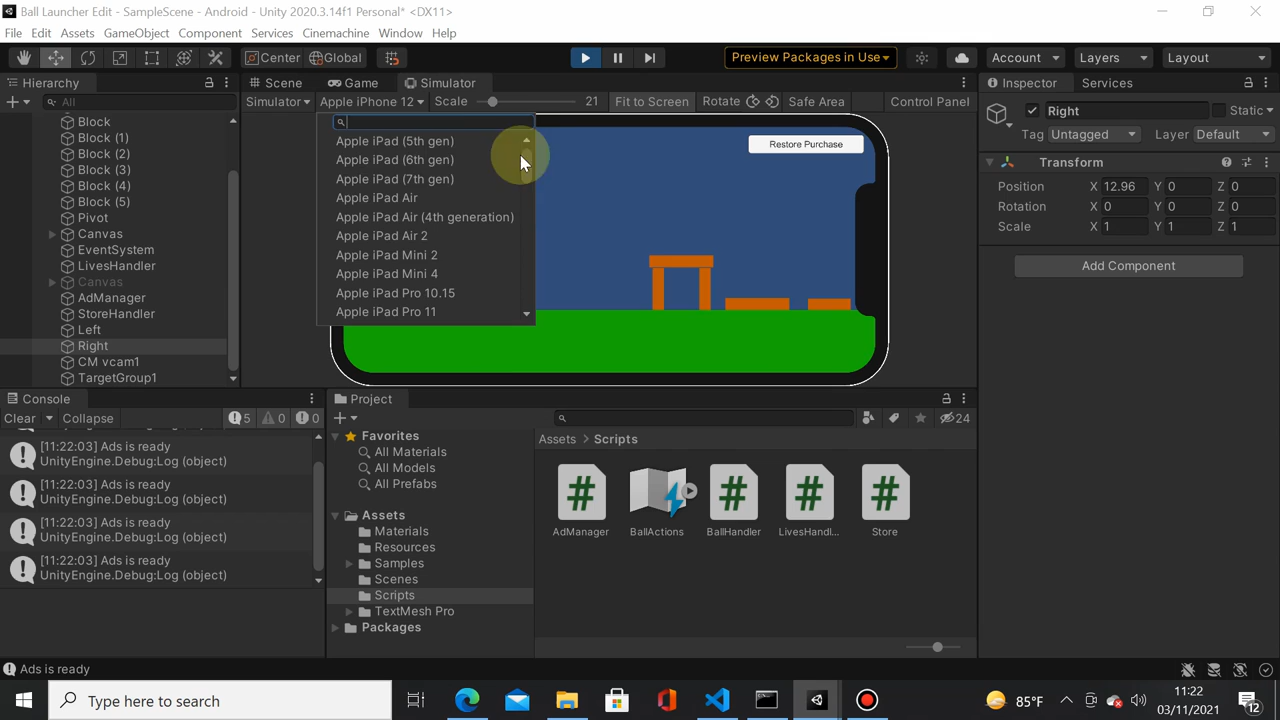 Ball Launcher Edit - SampleScene - Android - Unity 2020.3.14f1 Personal* <DX11>
File Edit Assets GameObject Component Services Cinemachine Window Help
Center Global Preview Packages in Use Account Layers Layout
Hierarchy Scene Game Simulator Inspector Services
All Simulator Apple iPhone 12 Scale 21 Fit to Screen Rotate Safe Area Control Panel
Right Static
Tag Untagged Layer Default
Block
Block (1)
Block (2)
Block (3)
Block (4)
Block (5)
Pivot
Canvas
EventSystem
LivesHandler
Canvas
AdManager
StoreHandler
Left
Right
CM vcam1
TargetGroup1
Apple iPad (5th gen)
Apple iPad (6th gen)
Apple iPad (7th gen)
Apple iPad Air
Apple iPad Air (4th generation)
Apple iPad Air 2
Apple iPad Mini 2
Apple iPad Mini 4
Apple iPad Pro 10.15
Apple iPad Pro 11
Restore Purchase
Transform
Position X 12.96 Y 0 Z 0
Rotation X 0 Y 0 Z 0
Scale X 1 Y 1 Z 1
Add Component
Console
Clear Collapse 5 0 0
[11:22:03] Ads is ready
UnityEngine.Debug:Log (object)
[11:22:03] Ads is ready
UnityEngine.Debug:Log (object)
[11:22:03] Ads is ready
UnityEngine.Debug:Log (object)
[11:22:03] Ads is ready
UnityEngine.Debug:Log (object)
Project
24
Favorites
All Materials
All Models
All Prefabs
Assets
Materials
Resources
Samples
Scenes
Scripts
TextMesh Pro
Packages
Assets > Scripts
AdManager BallActions BallHandler LivesHandl... Store
Ads is ready
Type here to search
85°F
11:22
03/11/2021
12